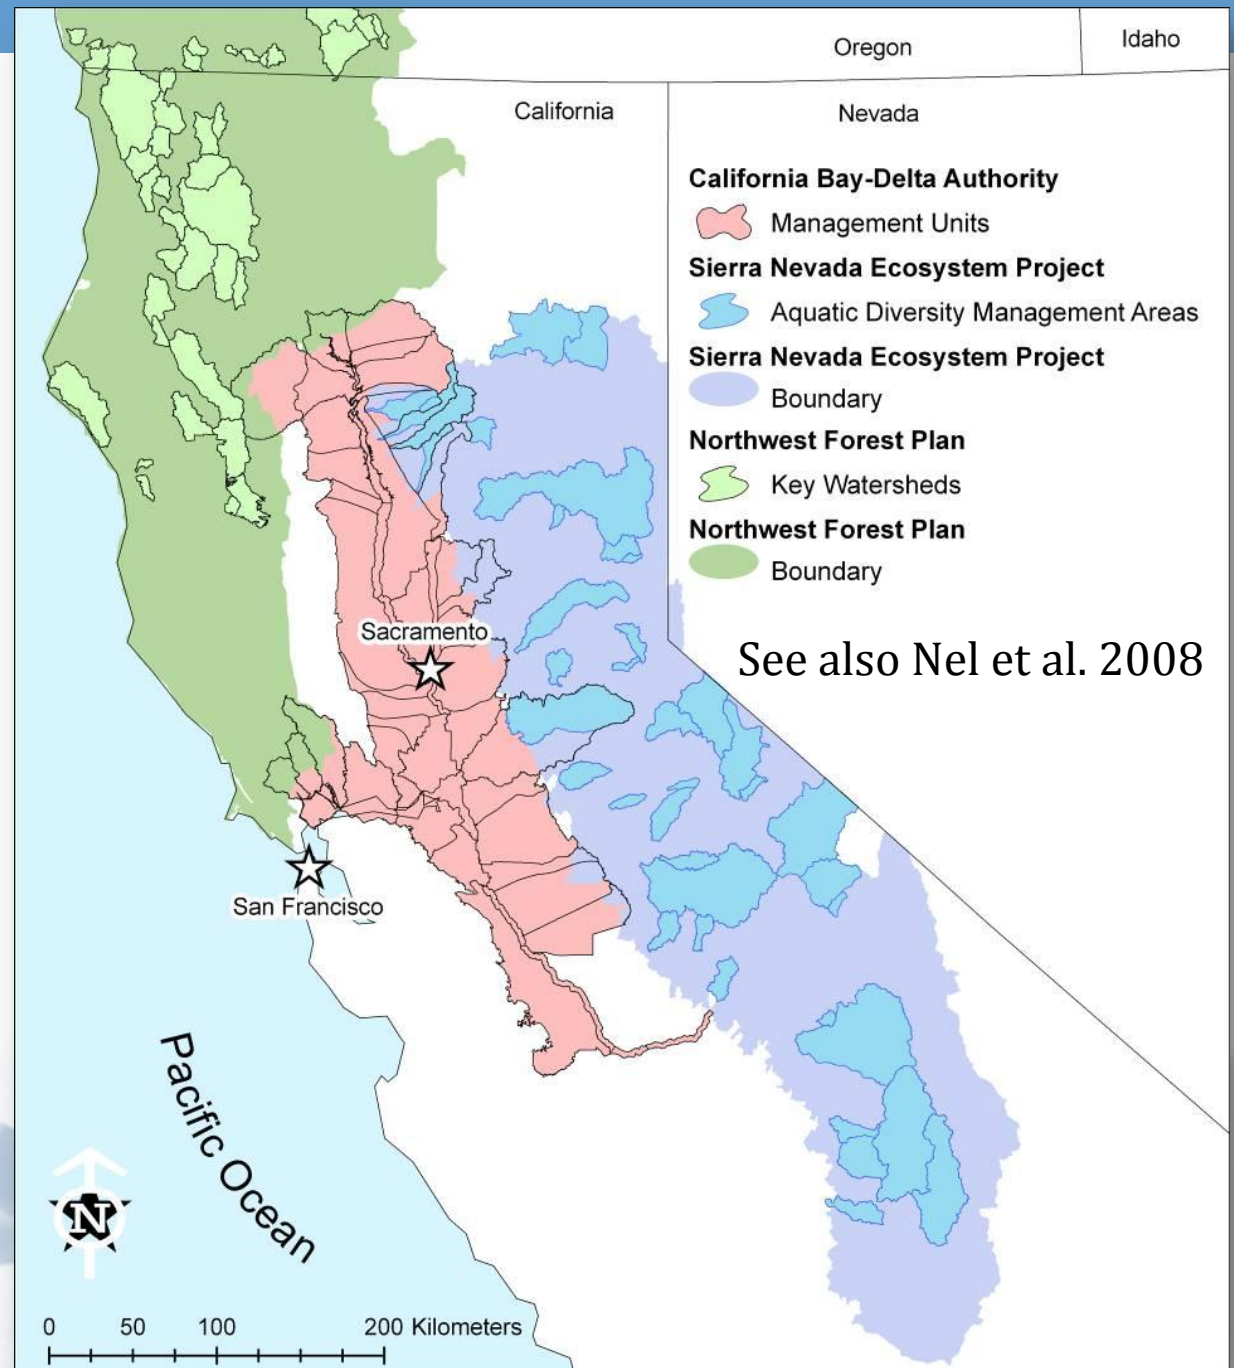 Oregon
Idaho
California
Nevada
California Bay-Delta Authority
Management Units
Sierra Nevada Ecosystem Project
Aquatic Diversity Management Areas
Sierra Nevada Ecosystem Project
Boundary
Northwest Forest Plan
Key Watersheds
Northwest Forest Plan
Boundary
Sacramento
See also Nel et al. 2008
San Francisco
Pacific Ocean
N
0 50 100 200 Kilometers